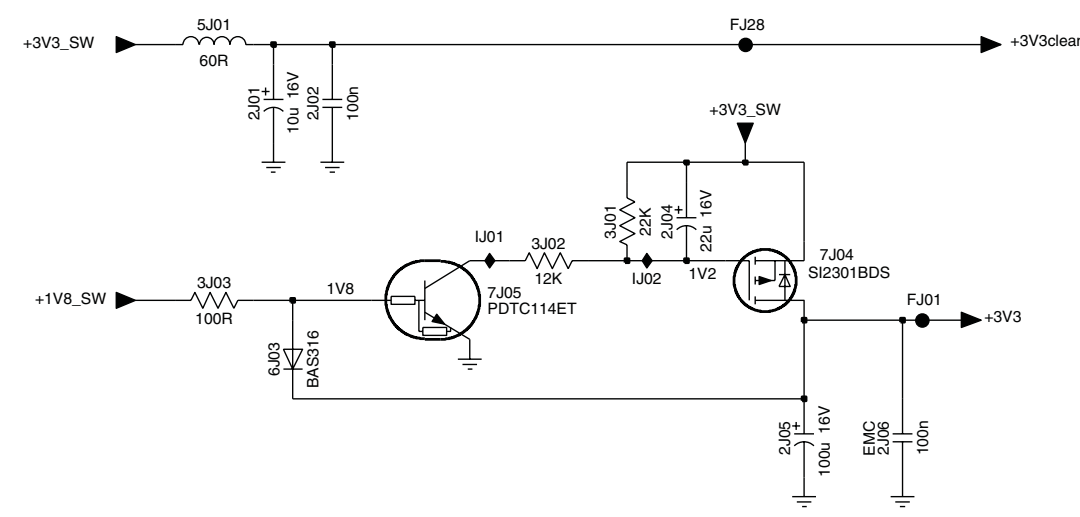 5J01
FJ28
+3V3_SW
+3V3clear
60R
2J01
10u 16V
2J02
100n
+3V3_SW
3J01
22K
2J04
22u 16V
IJ01
3J02
12K
IJ02
1V2
7J04
SI2301BDS
3J03
+1V8_SW
100R
1V8
7J05
PDTC114ET
FJ01
+3V3
6J03
BAS316
2J05
100u 16V
EMC
2J06
100n